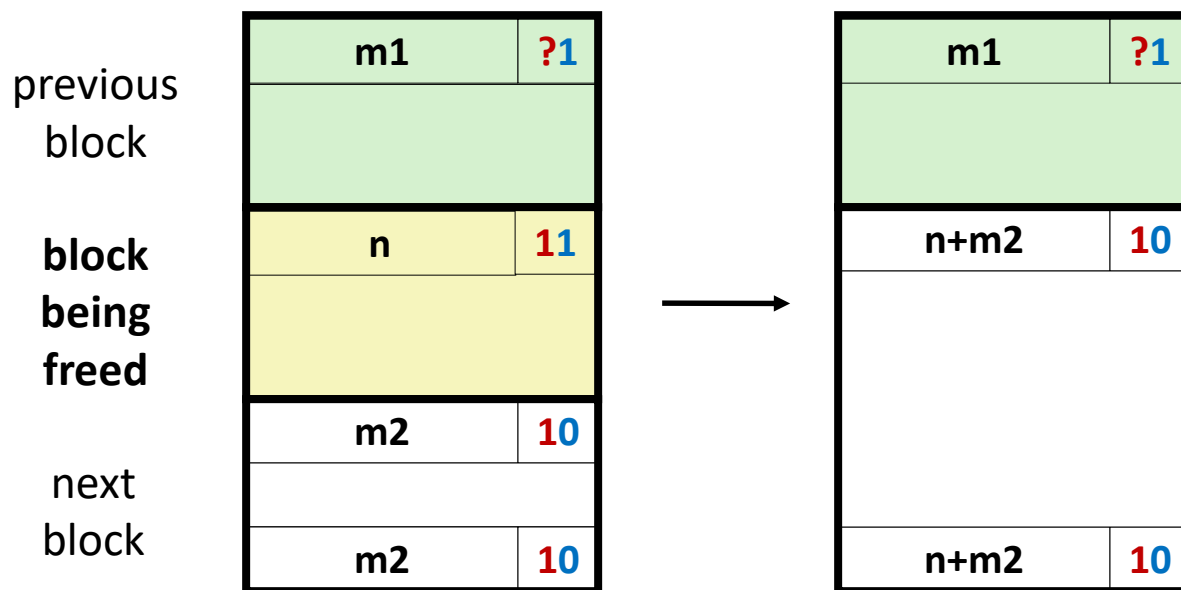 previous
block
block
being
freed
next
block
m1 ?1
n 11
m2 10
m2 10
m1 ?1
n+m2 10
n+m2 10